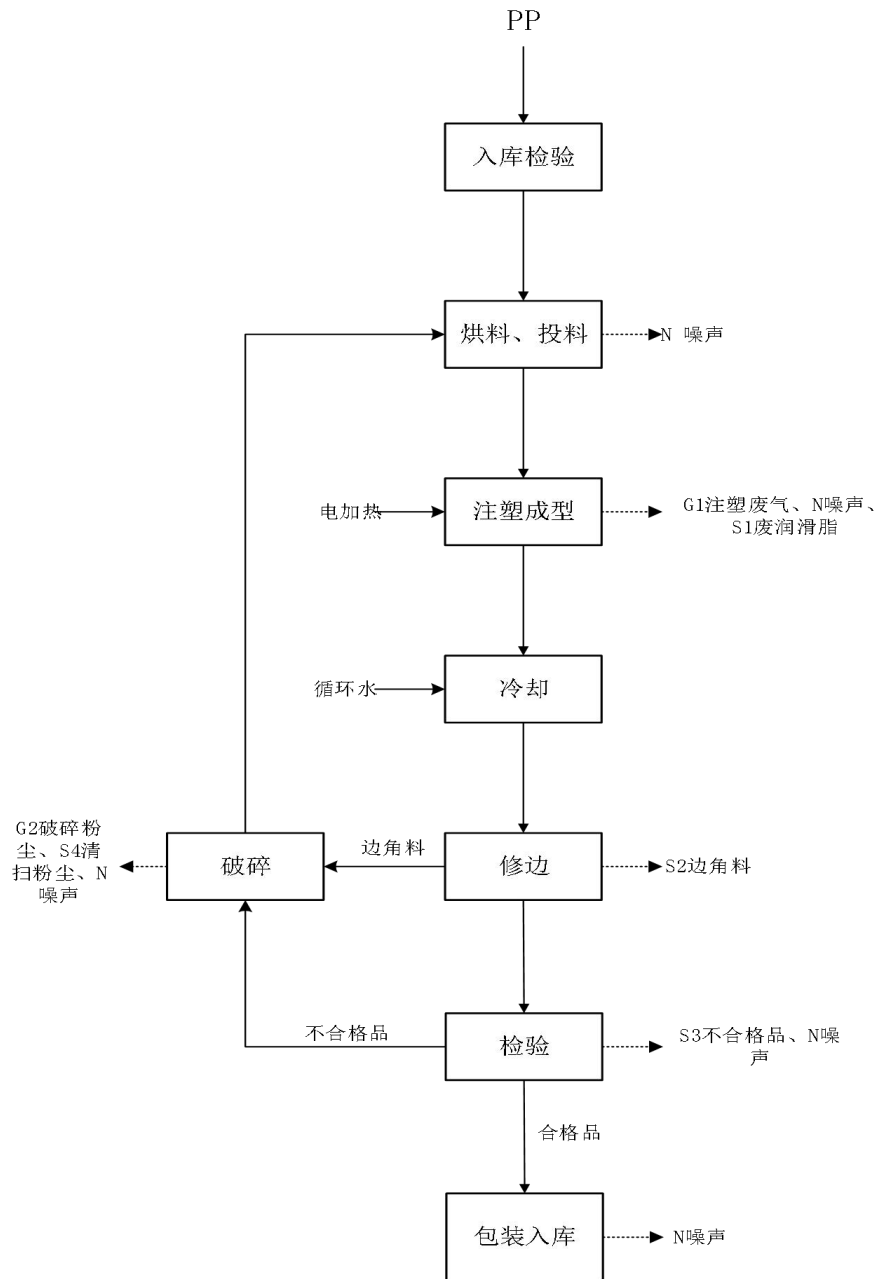 PP
入库检验
烘料、投料
N 噪声
电加热
注塑成型
G1注塑废气、N噪声、
S1废润滑脂
循环水
冷却
G2破碎粉
尘、S4清
扫粉尘、N
噪声
破碎
边角料
修边
S2边角料
不合格品
检验
S3不合格品、N噪
声
合格品
包装入库
N噪声